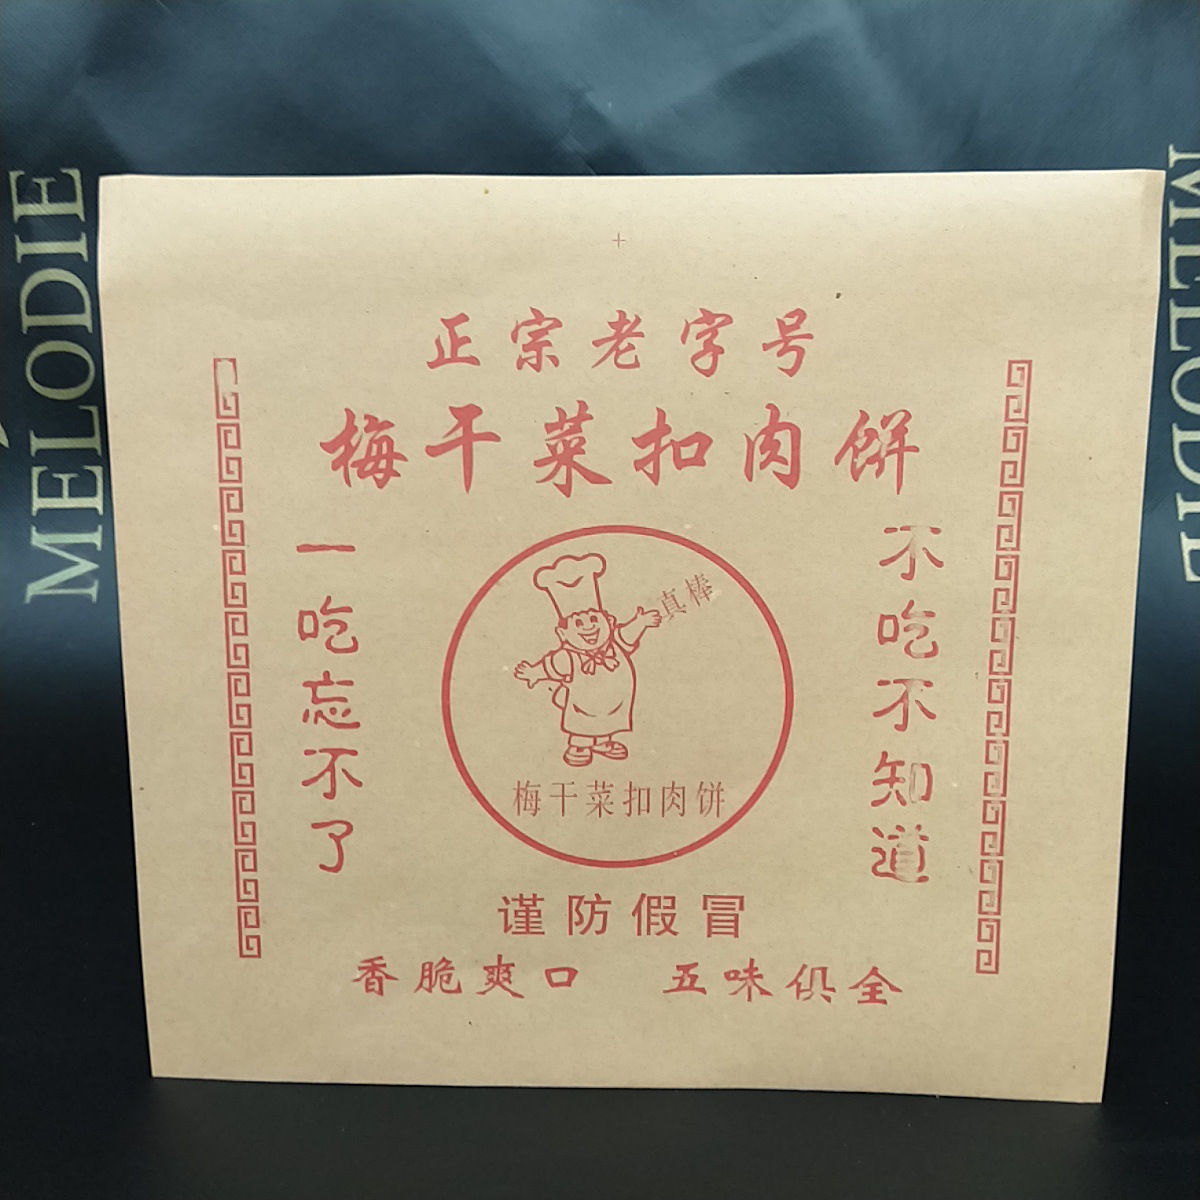 正宗老字号
梅干菜扣肉饼
不吃不知道
一吃忘不了
真棒
梅干菜扣肉饼
谨防假冒
香脆爽口 五味俱全
MELODIE
MELODIE